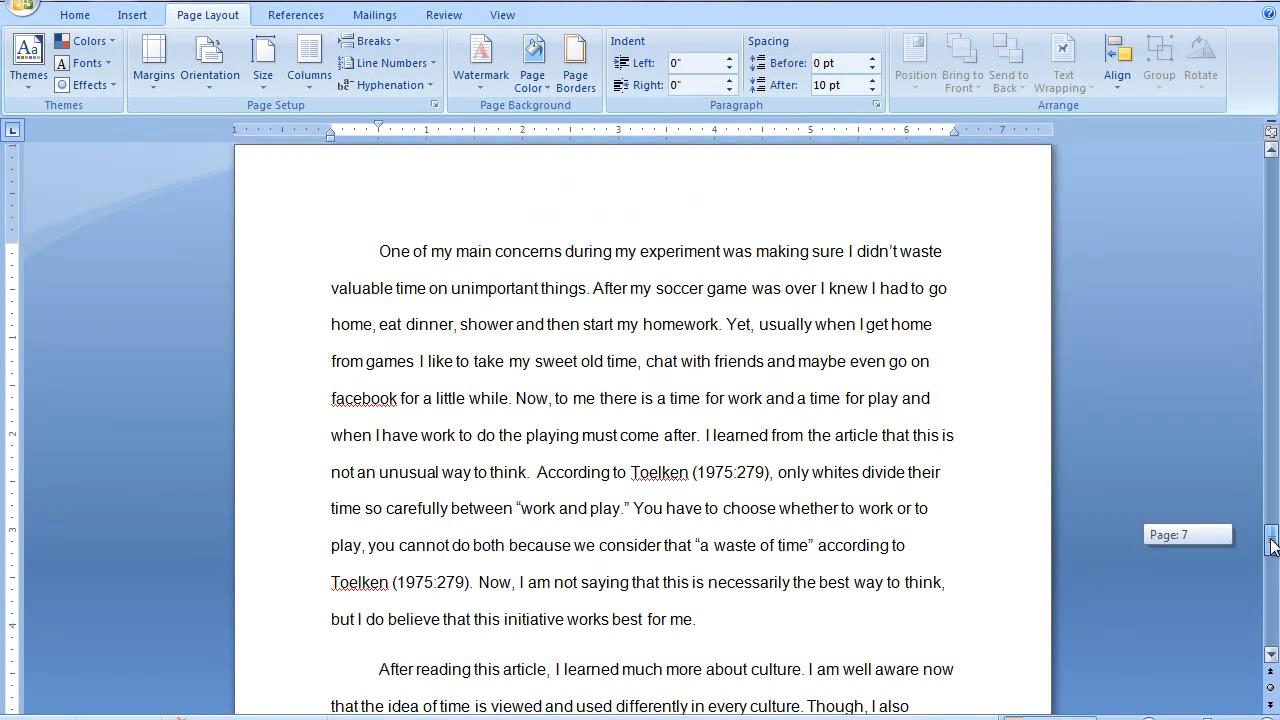 Home Insert Page Layout References Mailings Review View
Colors
Fonts
Effects
Themes
Themes
Margins Orientation Size Columns
Breaks
Line Numbers
Hyphenation
Page Setup
Watermark Page Color Page Borders
Page Background
Indent
Left: 0"
Right: 0"
Spacing
Before: 0 pt
After: 10 pt
Paragraph
Position Bring to Front Send to Back Text Wrapping Align Group Rotate
Arrange
1 1 2 3 4 5 6 7
One of my main concerns during my experiment was making sure I didn’t waste
valuable time on unimportant things. After my soccer game was over I knew I had to go
home, eat dinner, shower and then start my homework. Yet, usually when I get home
from games I like to take my sweet old time, chat with friends and maybe even go on
facebook for a little while. Now, to me there is a time for work and a time for play and
when I have work to do the playing must come after. I learned from the article that this is
not an unusual way to think.  According to Toelken (1975:279), only whites divide their
time so carefully between “work and play.” You have to choose whether to work or to
play, you cannot do both because we consider that “a waste of time” according to
Toelken (1975:279). Now, I am not saying that this is necessarily the best way to think,
but I do believe that this initiative works best for me.
After reading this article, I learned much more about culture. I am well aware now
that the idea of time is viewed and used differently in every culture. Though, I also
Page: 7
1
1
2
3
4